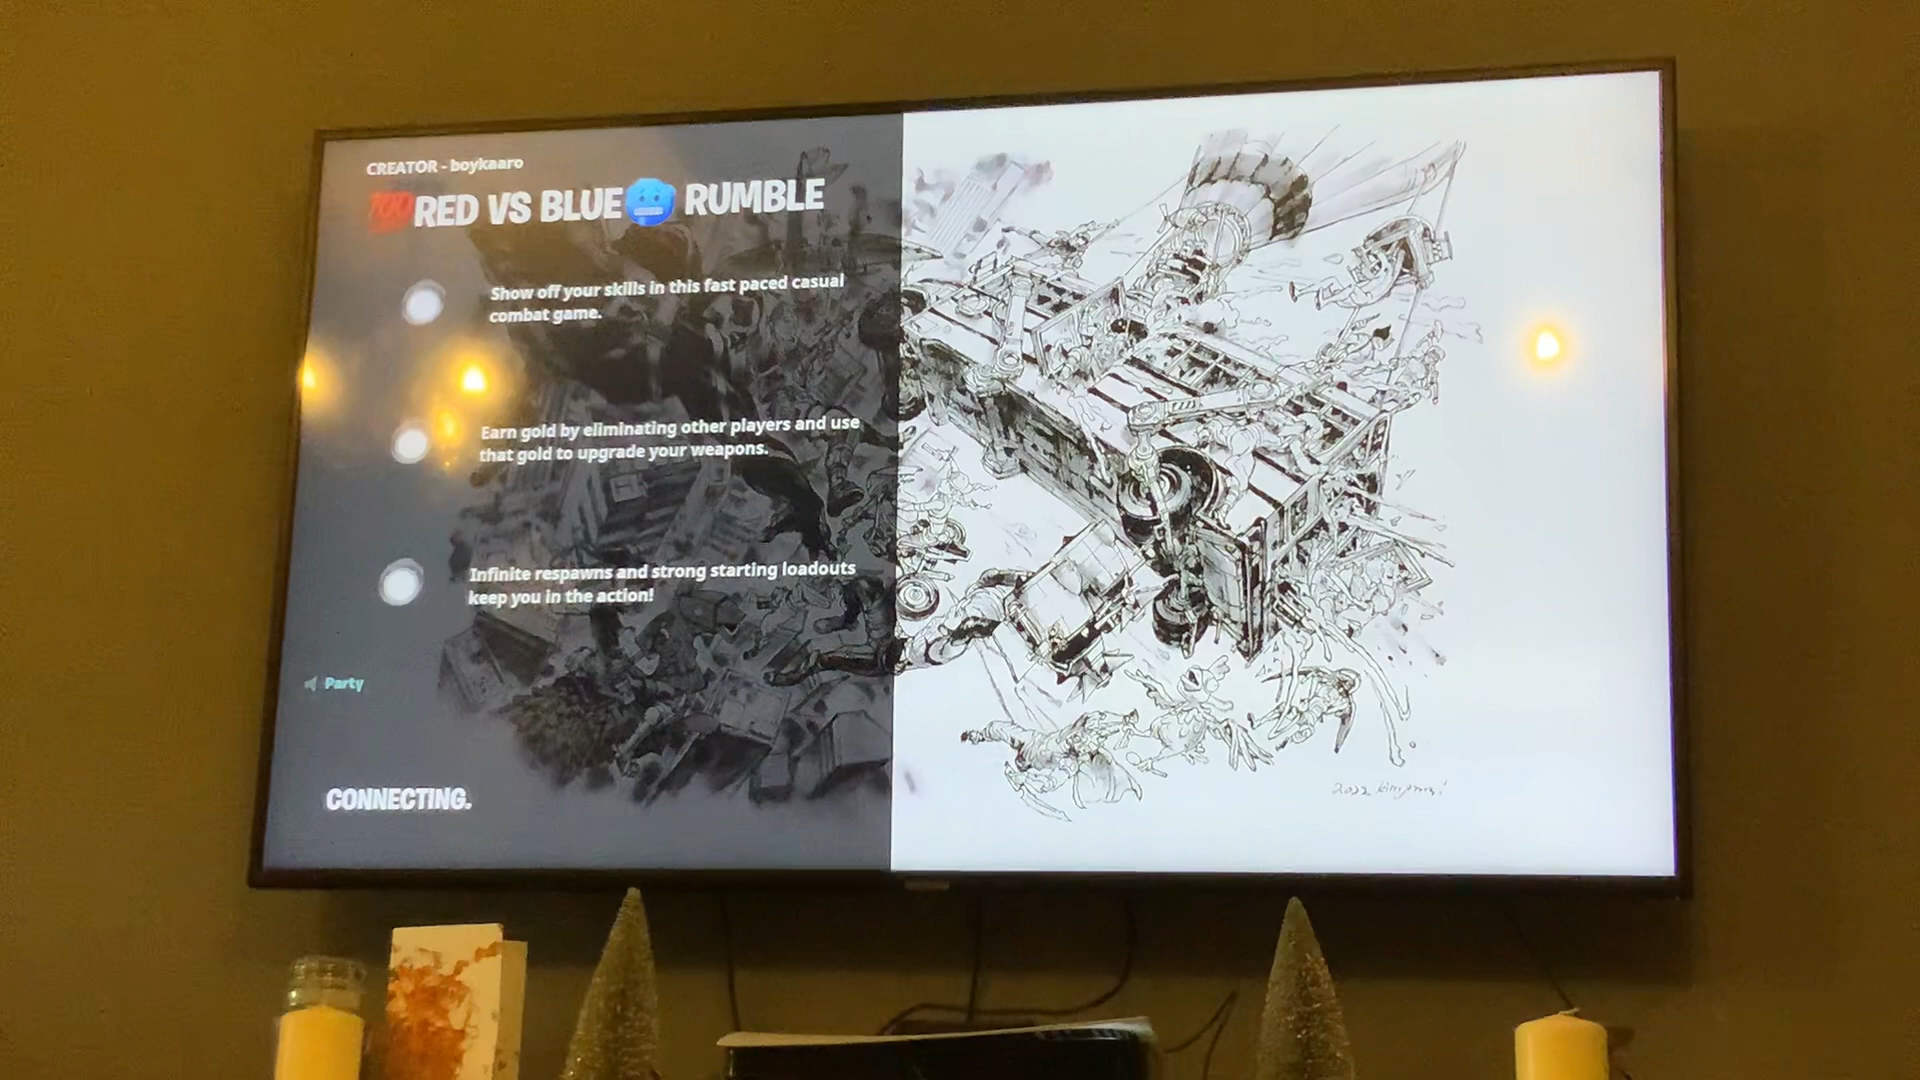 CREATOR - boykaaro
💯RED VS BLUE🥶 RUMBLE
Show off your skills in this fast paced casual
combat game.
Earn gold by eliminating other players and use
that gold to upgrade your weapons.
Infinite respawns and strong starting loadouts
keep you in the action!
Party
CONNECTING.
2022